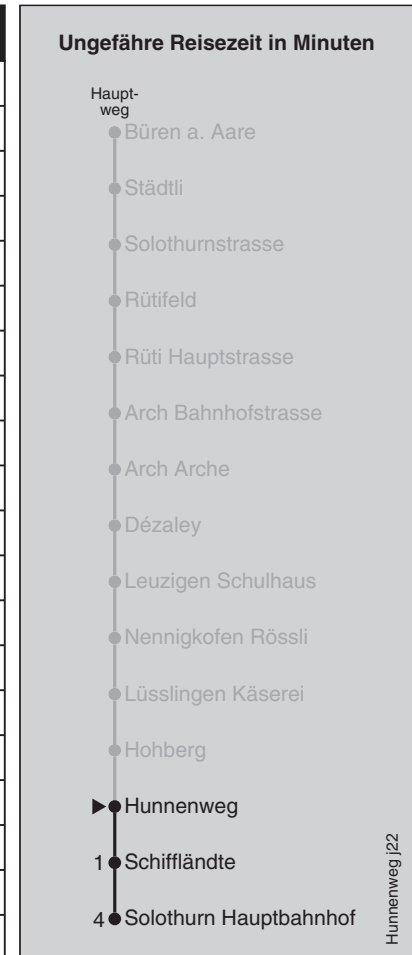 Ungefähre Reisezeit in Minuten
Haupt-
weg
Büren a. Aare
Städtli
Solothurnstrasse
Rütifeld
Rüti Hauptstrasse
Arch Bahnhofstrasse
Arch Arche
Dézaley
Leuzigen Schulhaus
Nennigkofen Rössli
Lüsslingen Käserei
Hohberg
Hunnenweg
1 Schiffländte
4 Solothurn Hauptbahnhof
Hunnenweg j22